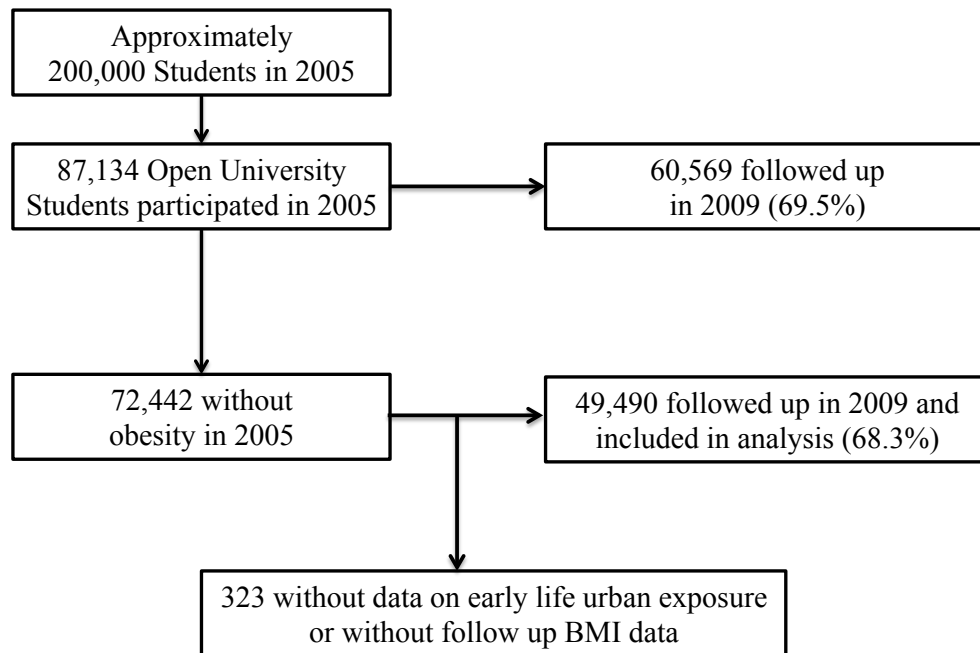 Approximately
200,000 Students in 2005
87,134 Open University
Students participated in 2005
60,569 followed up
in 2009 (69.5%)
72,442 without
obesity in 2005
49,490 followed up in 2009 and
included in analysis (68.3%)
323 without data on early life urban exposure
or without follow up BMI data